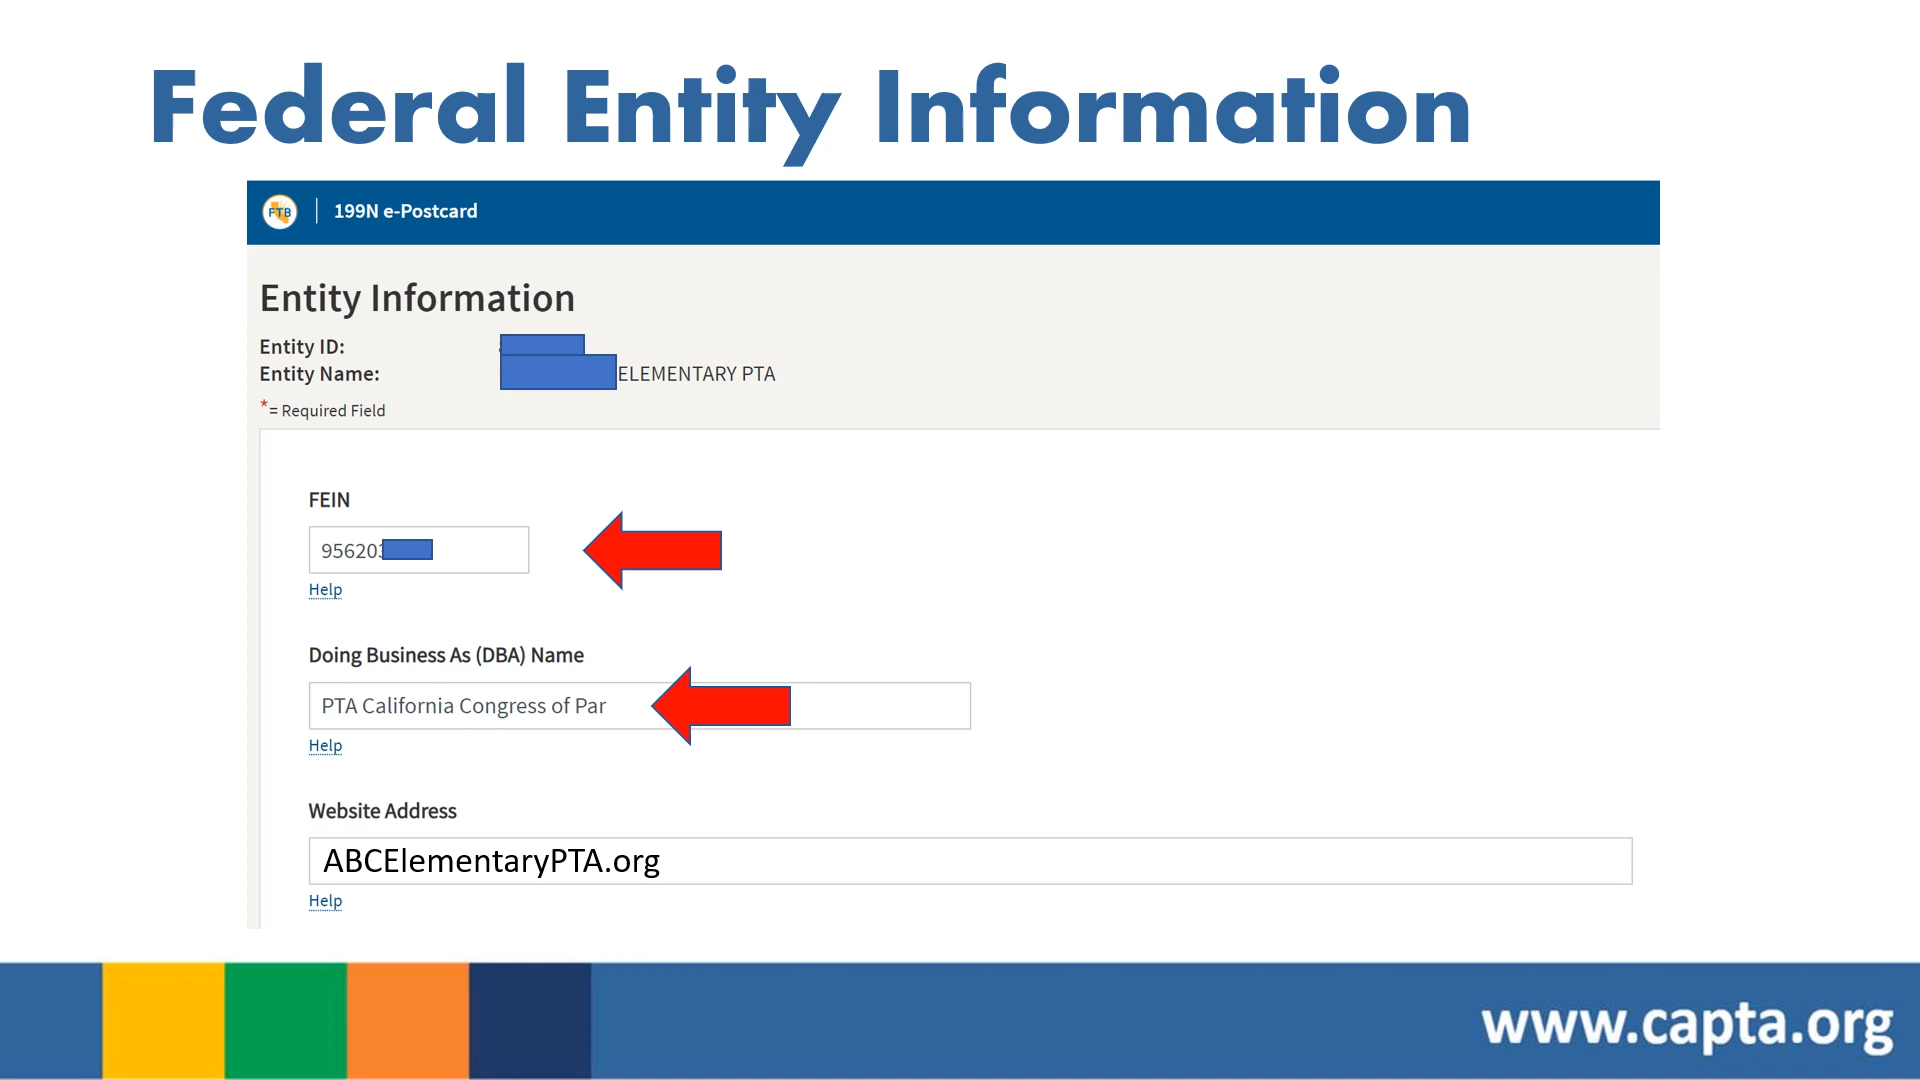 Federal Entity Information
FTB
199N e-Postcard
Entity Information
Entity ID:
Entity Name: ELEMENTARY PTA
*= Required Field
FEIN
95620
Help
Doing Business As (DBA) Name
PTA California Congress of Par
Help
Website Address
ABCElementaryPTA.org
Help
www.capta.org